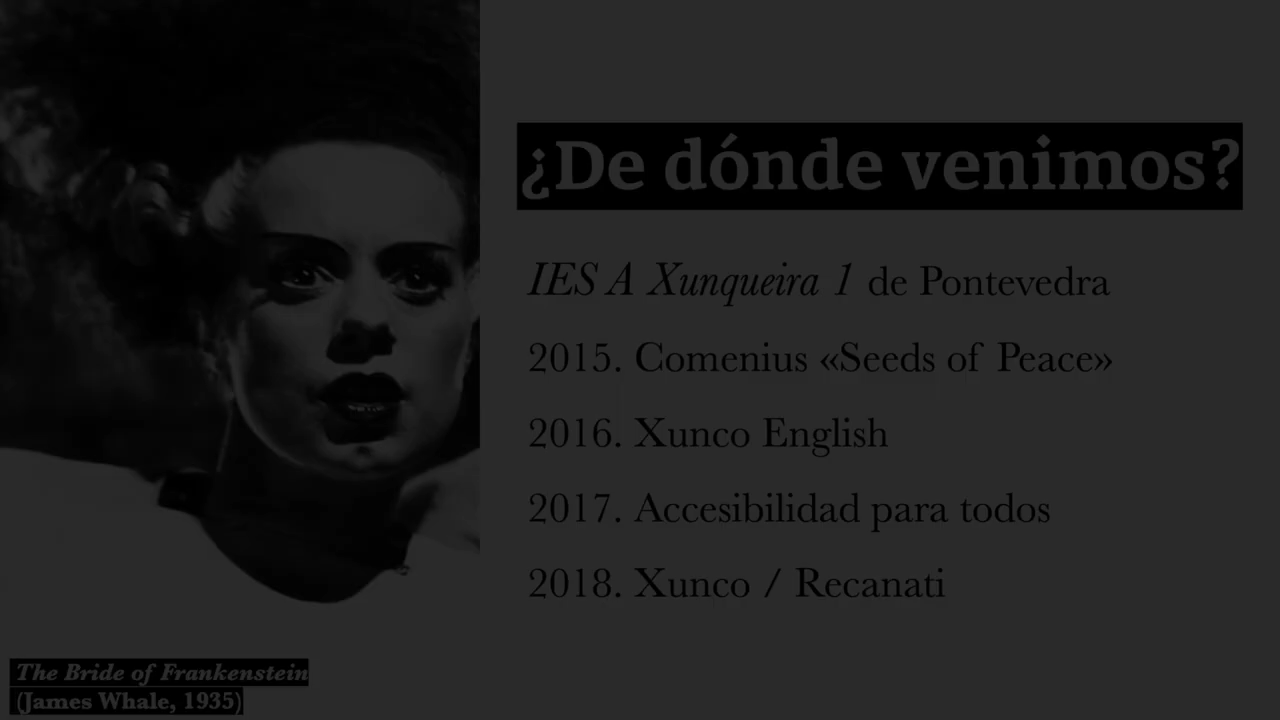 ¿De dónde venimos?
IES A Xunqueira 1 de Pontevedra
2015. Comenius «Seeds of Peace»
2016. Xunco English
2017. Accesibilidad para todos
2018. Xunco / Recanati
The Bride of Frankenstein
(James Whale, 1935)